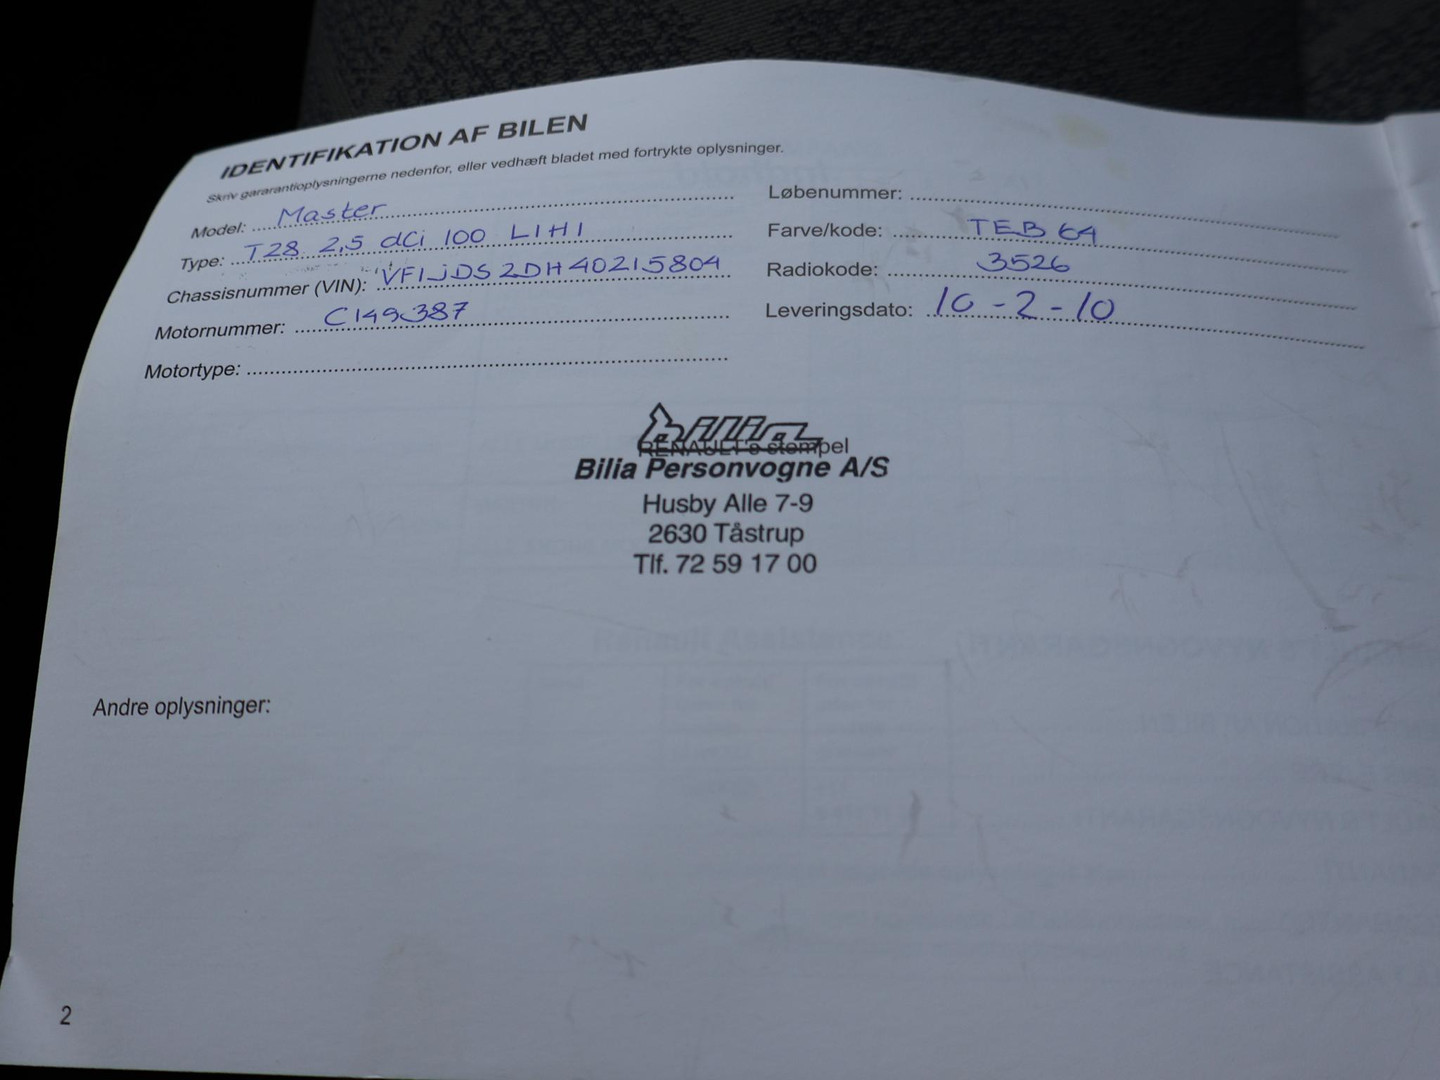 IDENTIFIKATION AF BILEN
Skriv gararantioplysningerne nedenfor, eller vedhæft bladet med fortrykte oplysninger.
Model: Master
Type: T28 2,5 dCi 100 L1H1
Chassisnummer (VIN): VF1JDS2DH40215804
Motornummer: C149387
Motortype:
Løbenummer:
Farve/kode: TEB 64
Radiokode: 3526
Leveringsdato: 10-2-10
bilia
RENAULT's stempel
Bilia Personvogne A/S
Husby Alle 7-9
2630 Tåstrup
Tlf. 72 59 17 00
Andre oplysninger:
2